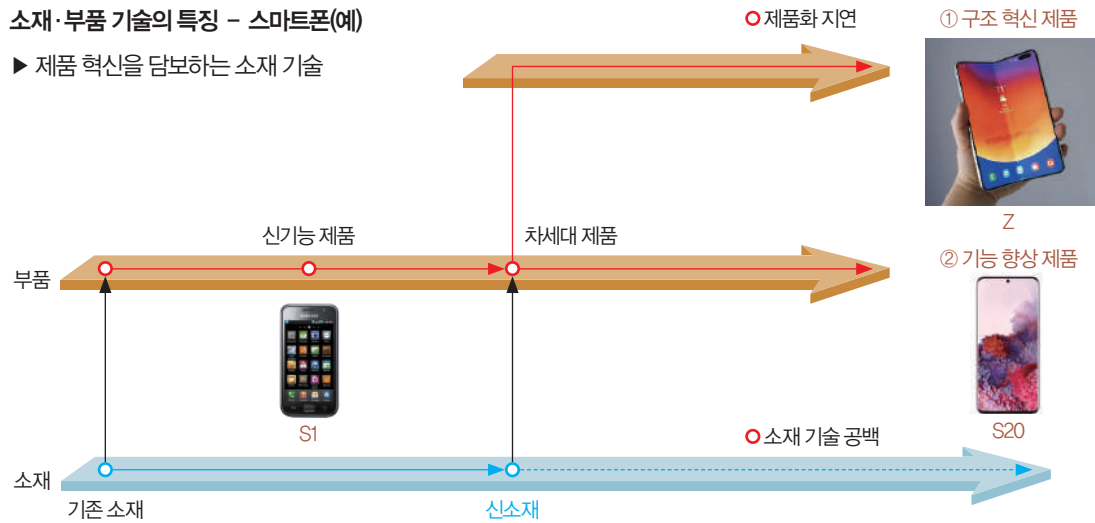 소재·부품 기술의 특징 - 스마트폰(예)
▶ 제품 혁신을 담보하는 소재 기술
제품화 지연
① 구조 혁신 제품
Z
신기능 제품
차세대 제품
② 기능 향상 제품
부품
S1
S20
소재 기술 공백
소재
기존 소재
신소재